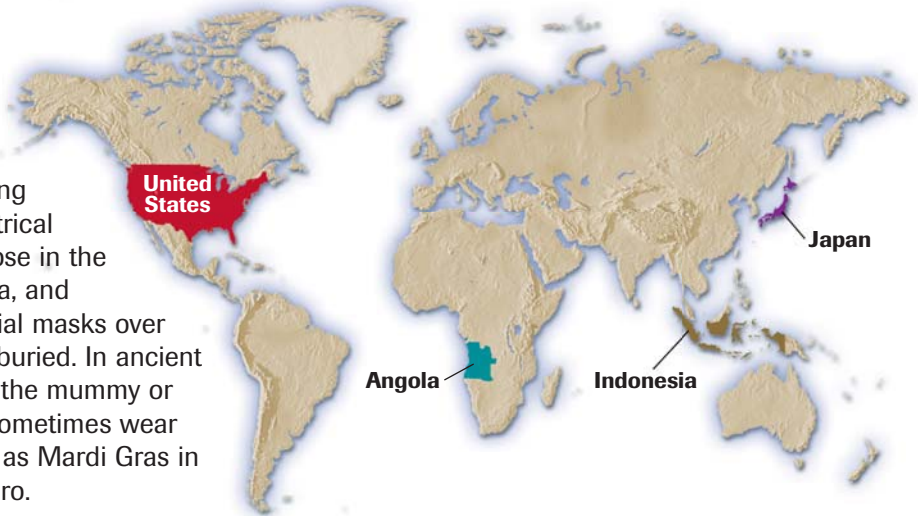 ng
trical
ose in the
a, and
ial masks over
buried. In ancient
the mummy or
sometimes wear
as Mardi Gras in
ro.
United
States
Japan
Angola
Indonesia